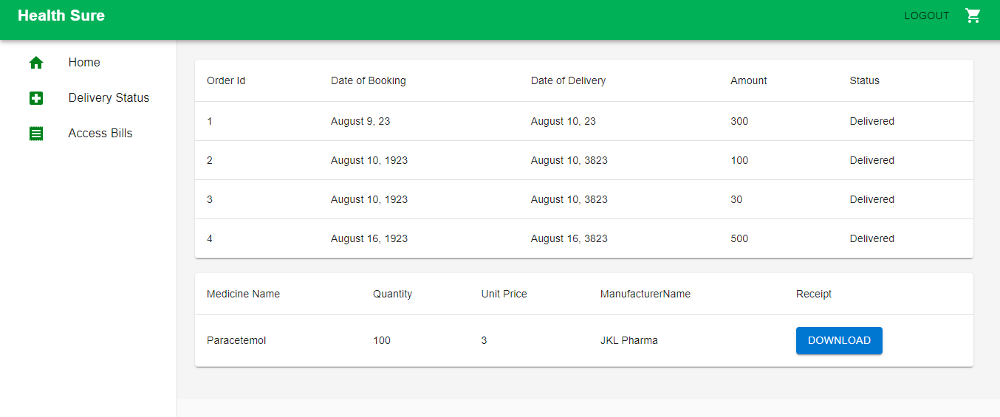 Health Sure
LOGOUT
Home
Delivery Status
Access Bills
Order Id Date of Booking Date of Delivery Amount Status
1 August 9, 23 August 10, 23 300 Delivered
2 August 10, 1923 August 10, 3823 100 Delivered
3 August 10, 1923 August 10, 3823 30 Delivered
4 August 16, 1923 August 16, 3823 500 Delivered
Medicine Name Quantity Unit Price ManufacturerName Receipt
Paracetemol 100 3 JKL Pharma DOWNLOAD